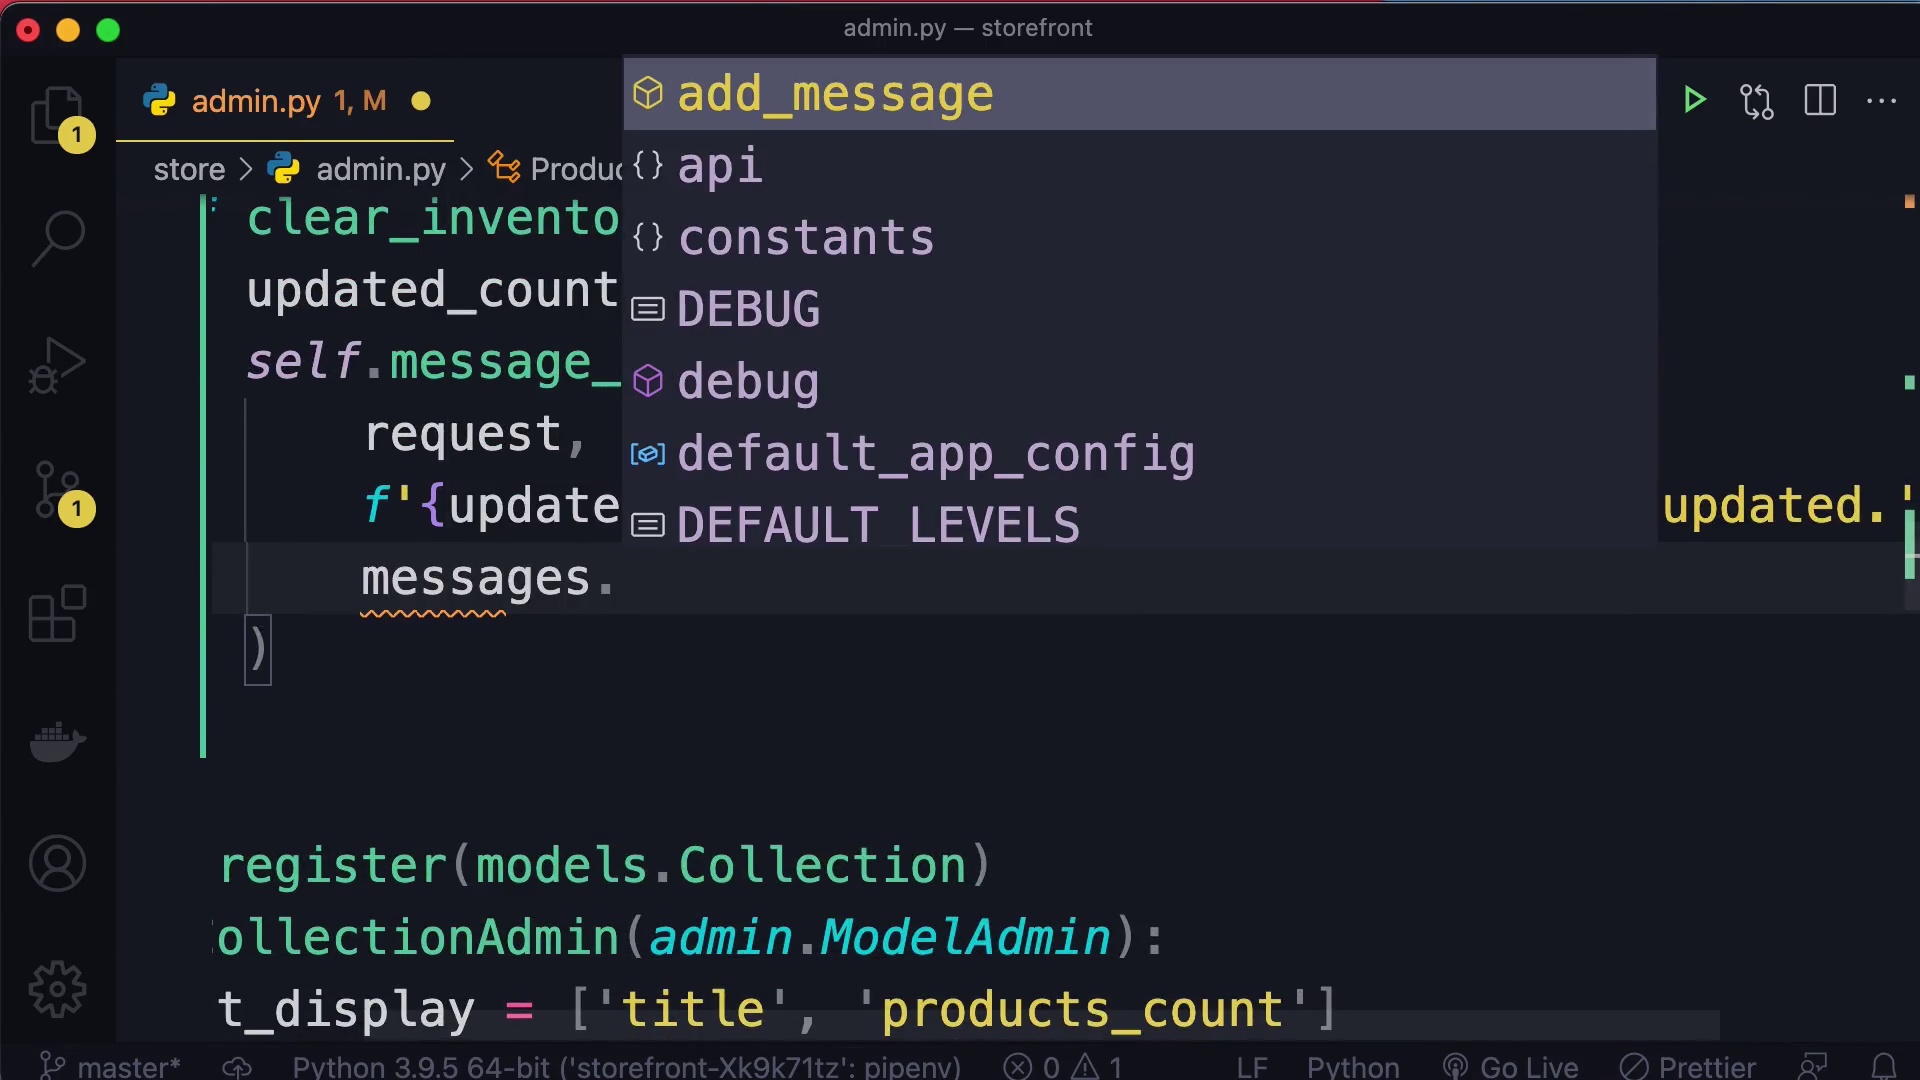 admin.py — storefront
admin.py 1, M
1
store > admin.py > Produc
add_message
api
constants
DEBUG
debug
default_app_config
DEFAULT_LEVELS
clear_invento
updated_count
self.message_
request,
f'{update
updated.'
messages.
)
1
register(models.Collection)
ollectionAdmin(admin.ModelAdmin):
t_display = ['title', 'products_count']
master* Python 3.9.5 64-bit ('storefront-Xk9k71tz': pipenv) 0 1 LF Python Go Live Prettier